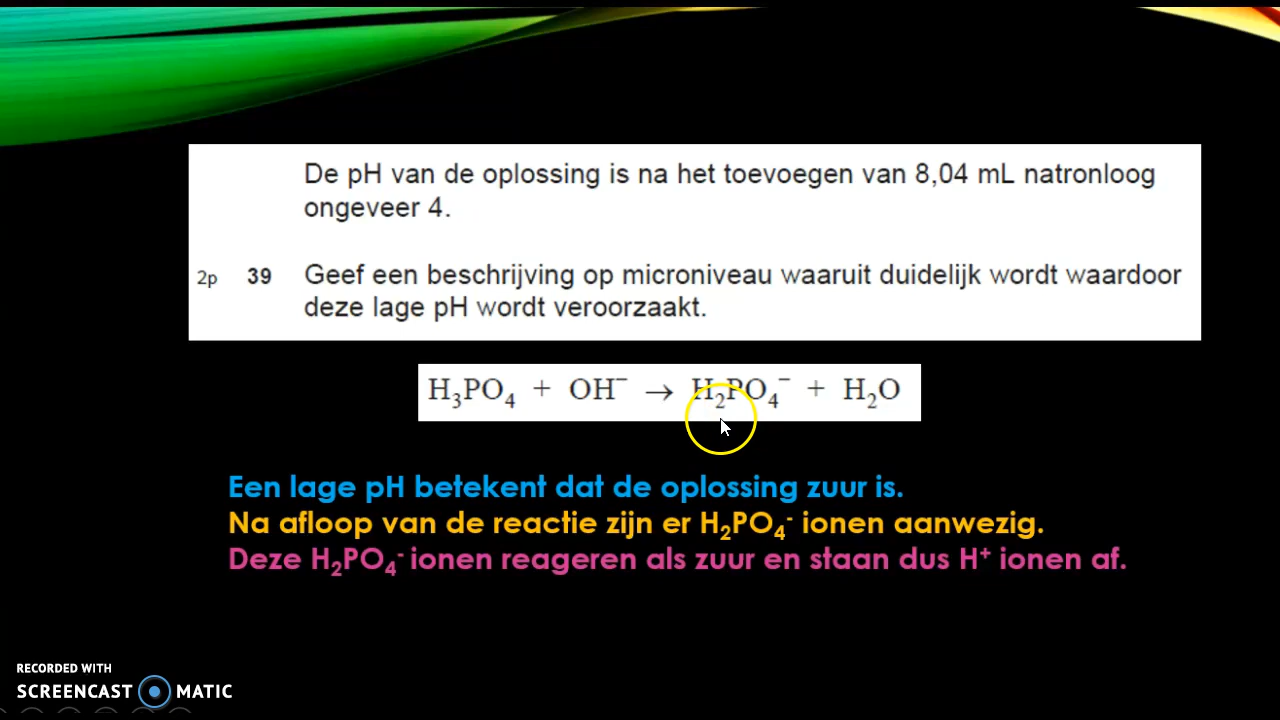 De pH van de oplossing is na het toevoegen van 8,04 mL natronloog
ongeveer 4.
2p 39 Geef een beschrijving op microniveau waaruit duidelijk wordt waardoor
deze lage pH wordt veroorzaakt.
H₃PO₄ + OH⁻ → H₂PO₄⁻ + H₂O
Een lage pH betekent dat de oplossing zuur is.
Na afloop van de reactie zijn er H₂PO₄⁻ ionen aanwezig.
Deze H₂PO₄⁻ ionen reageren als zuur en staan dus H⁺ ionen af.
RECORDED WITH
SCREENCAST MATIC